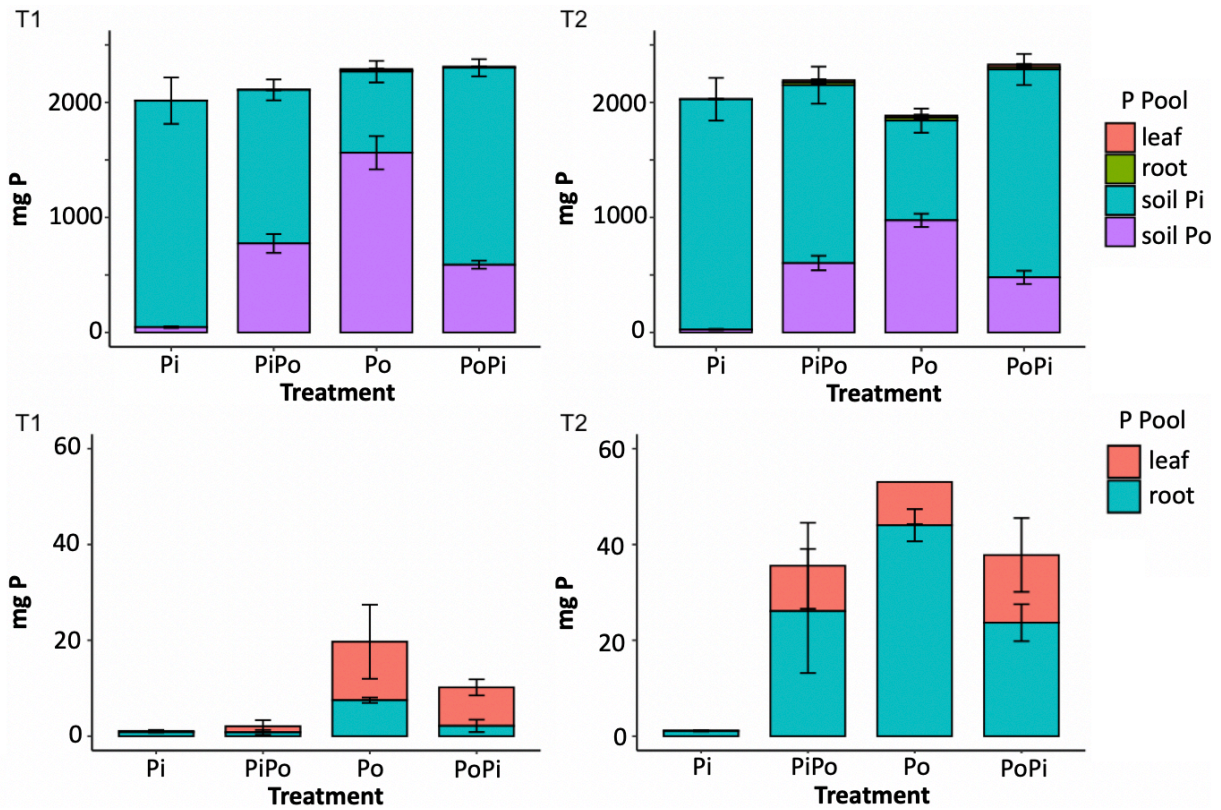 T1
mg P
2000
1000
0
Pi PiPo Po PoPi
Treatment
T2
mg P
2000
1000
0
Pi PiPo Po PoPi
Treatment
P Pool
leaf
root
soil Pi
soil Po
T1
mg P
60
40
20
0
Pi PiPo Po PoPi
Treatment
T2
mg P
60
40
20
0
Pi PiPo Po PoPi
Treatment
P Pool
leaf
root